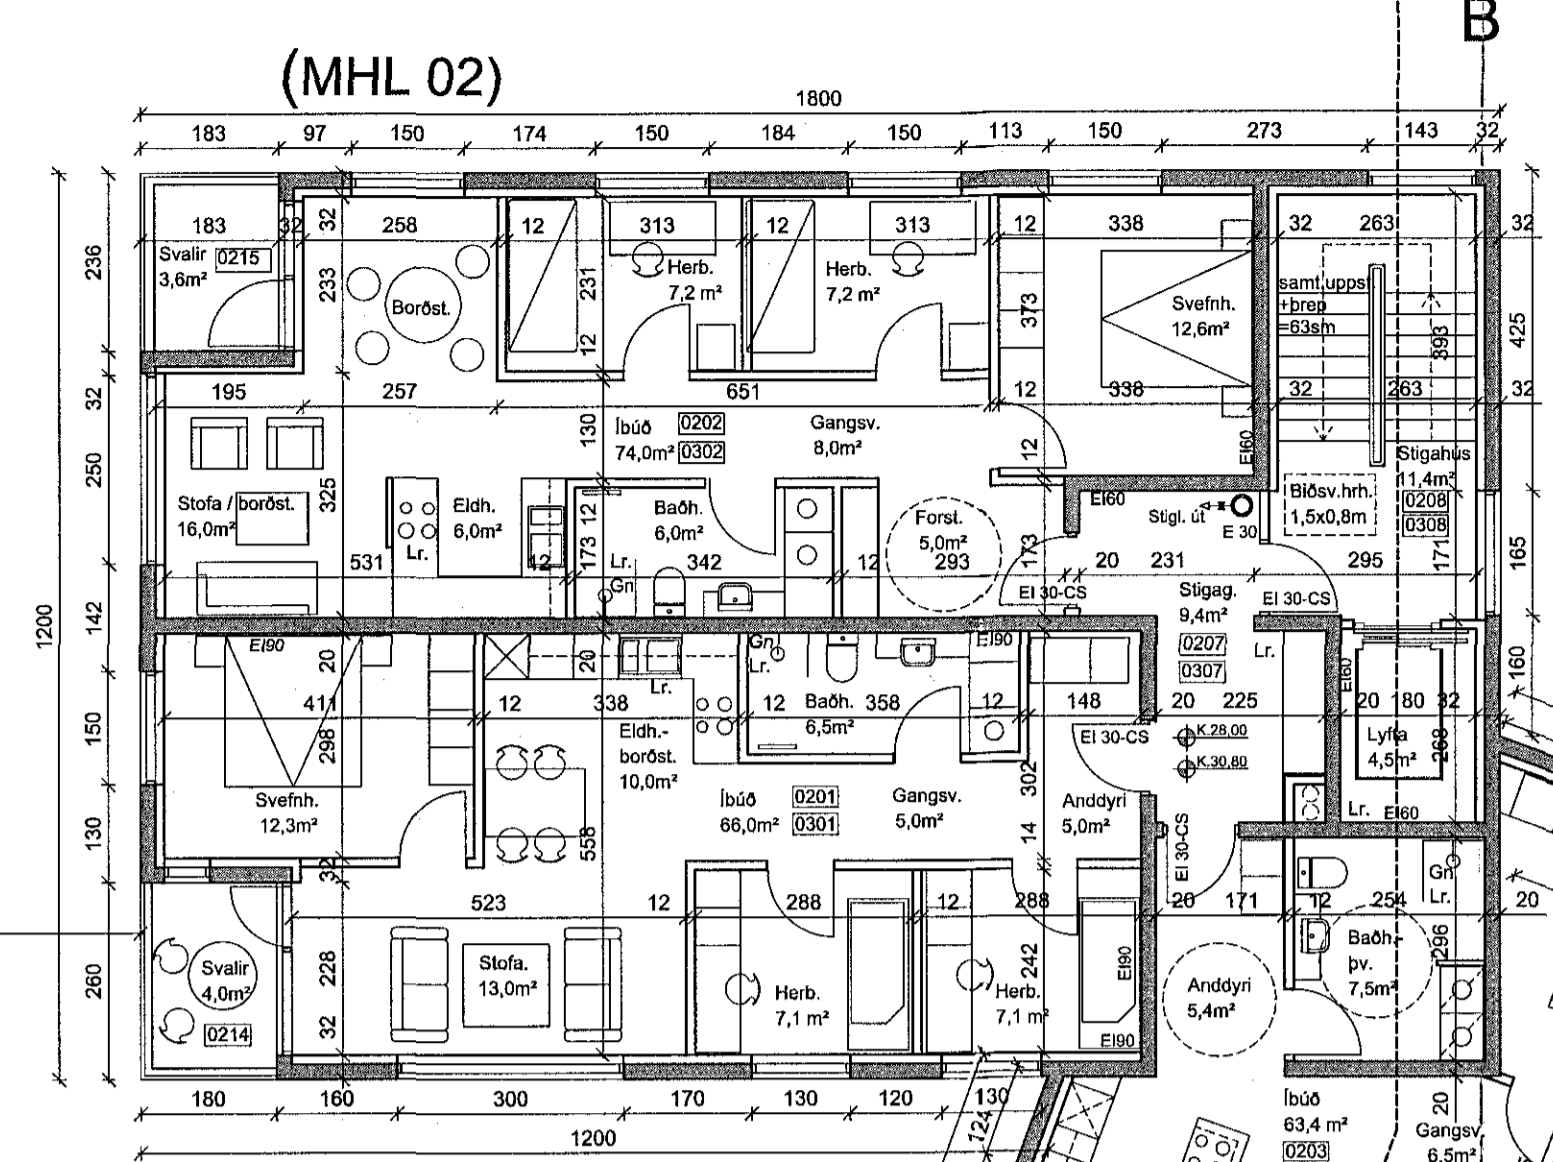 B
(MHL 02)
1800
183 97 150 174 150 184 150 113 150 273 143 32
183 32 32 258 12 313 12 313 12 338 32 263 32
Svalir 0215
3,6m²
236
233
Borðst.
231
12
Herb.
7,2 m²
Herb.
7,2 m²
373
Svefnh.
12,6m²
samt.uppst
+þrep
=63sm
393
425
32
195 257 651 12 338 32 263 32
130
Íbúð 0202
74,0m² 0302
Gangsv.
8,0m²
12
EI60
Stigahús
11,4m²
0208
0308
250
325
Stofa / borðst.
16,0m²
Eldh.
6,0m²
Lr.
12
Baðh.
6,0m²
Forst.
5,0m²
EI60
Stigl. út
E 30
Biðsv.hrh.
1,5x0,8m
173
Lr.
Gn
173
171
165
531 12 342 12 293 20 231 295
EI 30-CS
Stigag.
9,4m²
EI 30-CS
0207
0307
142
1200
EI90
20
20
Lr.
Gn
Lr.
EI90
Lr.
EI60
160
411 12 338 12 358 12 148 20 225 20 80 32
Baðh.
6,5m²
150
298
Eldh.-
borðst.
10,0m²
EI 30-CS
K.28,00
K.30,80
Lyfta
4,5m²
268
302
Svefnh.
12,3m²
Íbúð 0201
66,0m² 0301
Gangsv.
5,0m²
Anddyri
5,0m²
Lr. EI60
130
558
14
EI 30-CS
32
Gn
Lr.
523 12 288 12 288 20 171 12 254 20
260
Svalir
4,0m²
0214
228
32
Stofa.
13,0m²
Herb.
7,1 m²
242
Herb.
7,1 m²
EI90
EI90
Anddyri
5,4m²
Baðh.-
þv.
7,5m²
296
180 160 300 170 130 120 130
124
1200
Íbúð
63,4 m²
0203
20
Gangsv.
6,5m²